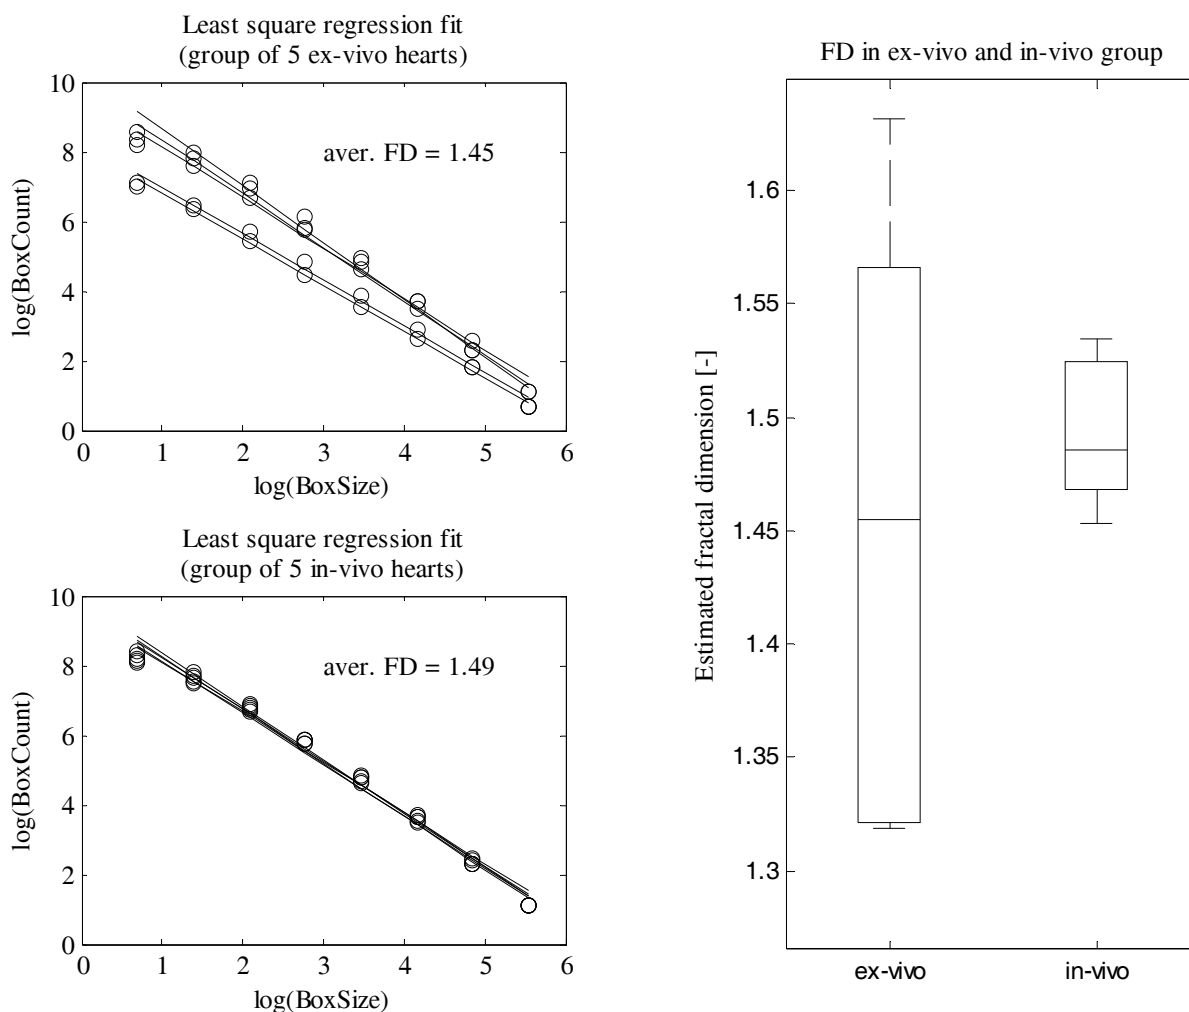 Least square regression fit
(group of 5 ex-vivo hearts)
10
8
6
4
2
0
log(BoxCount)
aver. FD = 1.45
0 1 2 3 4 5 6
log(BoxSize)
Least square regression fit
(group of 5 in-vivo hearts)
10
8
6
4
2
0
log(BoxCount)
aver. FD = 1.49
0 1 2 3 4 5 6
log(BoxSize)
FD in ex-vivo and in-vivo group
1.6
1.55
1.5
1.45
1.4
1.35
1.3
Estimated fractal dimension [-]
ex-vivo in-vivo